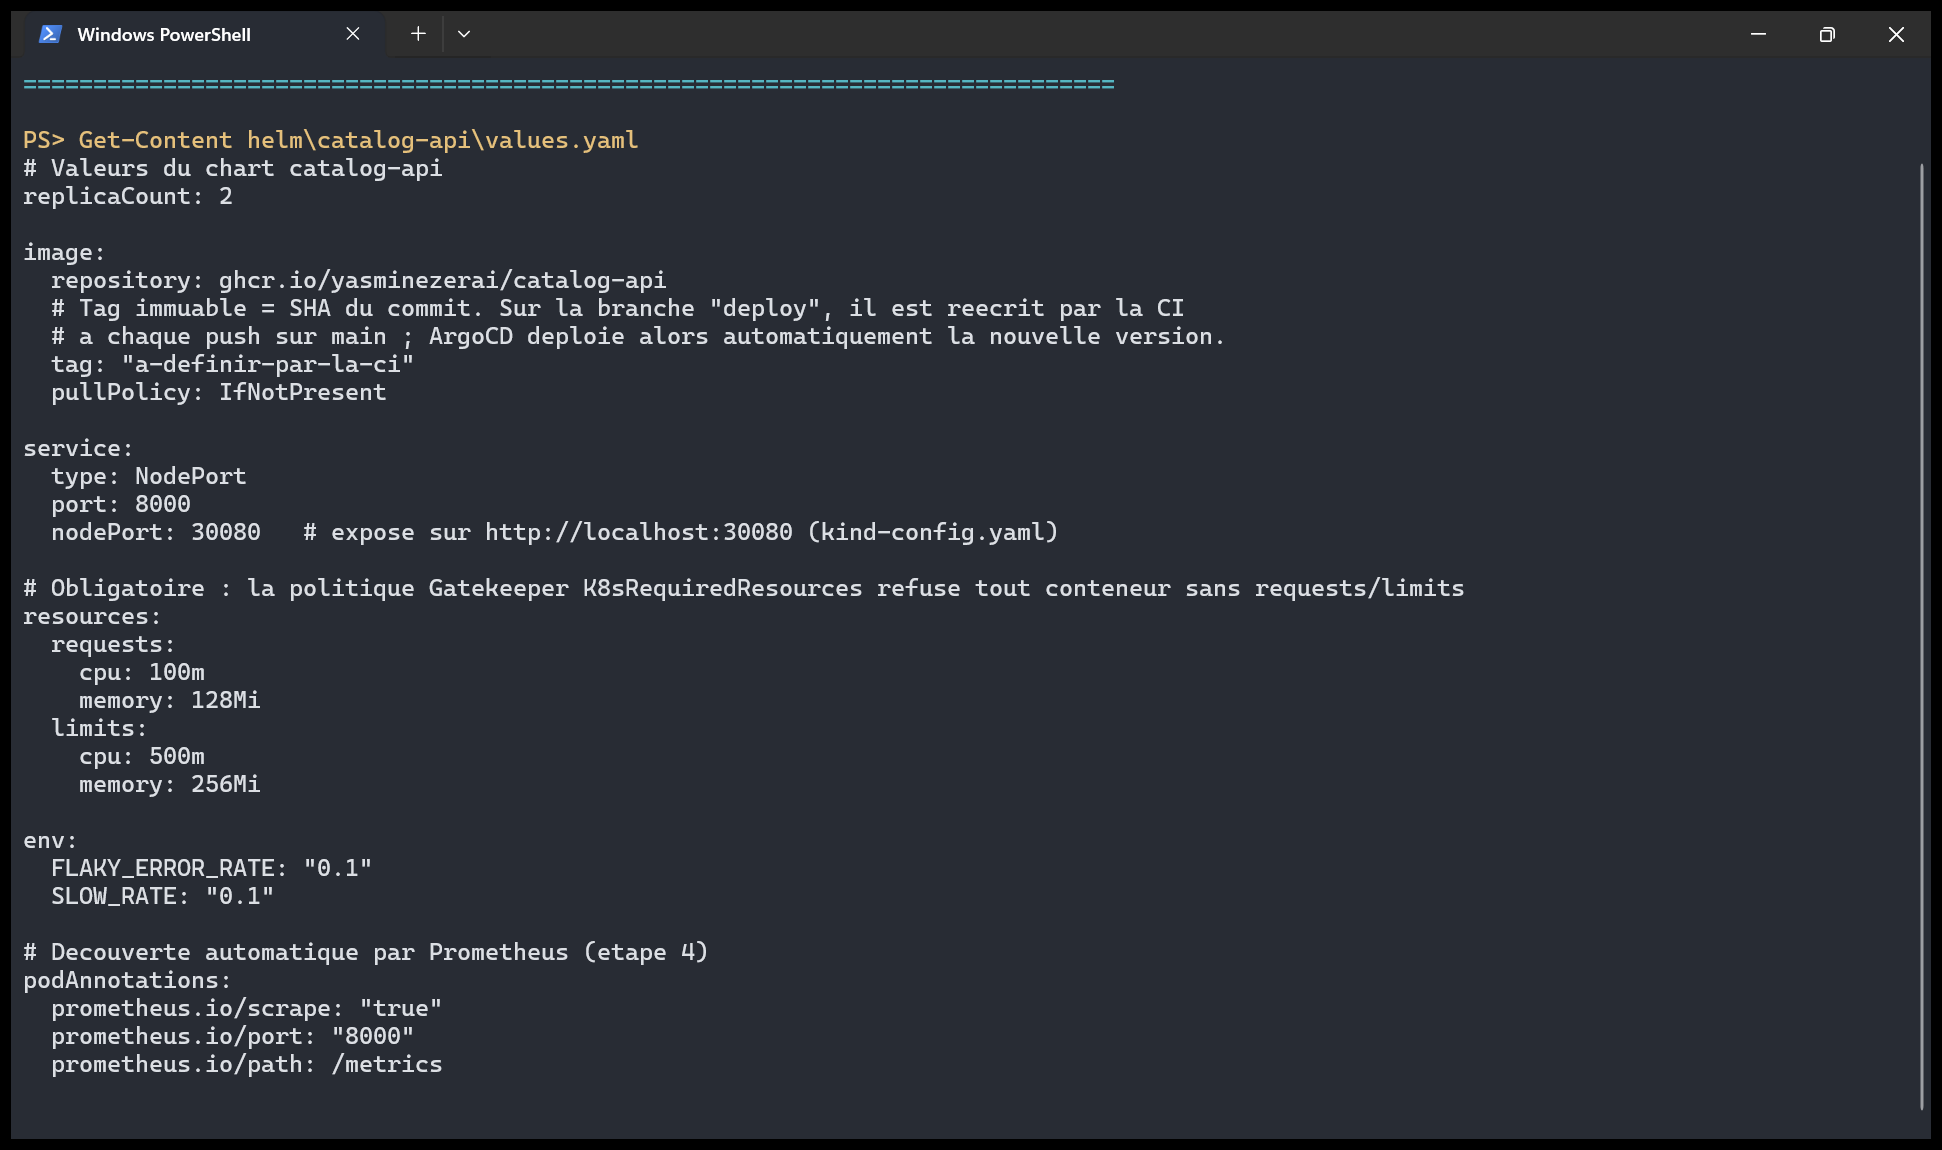 Windows PowerShell
==============================================================================
PS> Get-Content helm\catalog-api\values.yaml
# Valeurs du chart catalog-api
replicaCount: 2
image:
  repository: ghcr.io/yasminezerai/catalog-api
  # Tag immuable = SHA du commit. Sur la branche "deploy", il est reecrit par la CI
  # a chaque push sur main ; ArgoCD deploie alors automatiquement la nouvelle version.
  tag: "a-definir-par-la-ci"
  pullPolicy: IfNotPresent
service:
  type: NodePort
  port: 8000
  nodePort: 30080   # expose sur http://localhost:30080 (kind-config.yaml)
# Obligatoire : la politique Gatekeeper K8sRequiredResources refuse tout conteneur sans requests/limits
resources:
  requests:
    cpu: 100m
    memory: 128Mi
  limits:
    cpu: 500m
    memory: 256Mi
env:
  FLAKY_ERROR_RATE: "0.1"
  SLOW_RATE: "0.1"
# Decouverte automatique par Prometheus (etape 4)
podAnnotations:
  prometheus.io/scrape: "true"
  prometheus.io/port: "8000"
  prometheus.io/path: /metrics